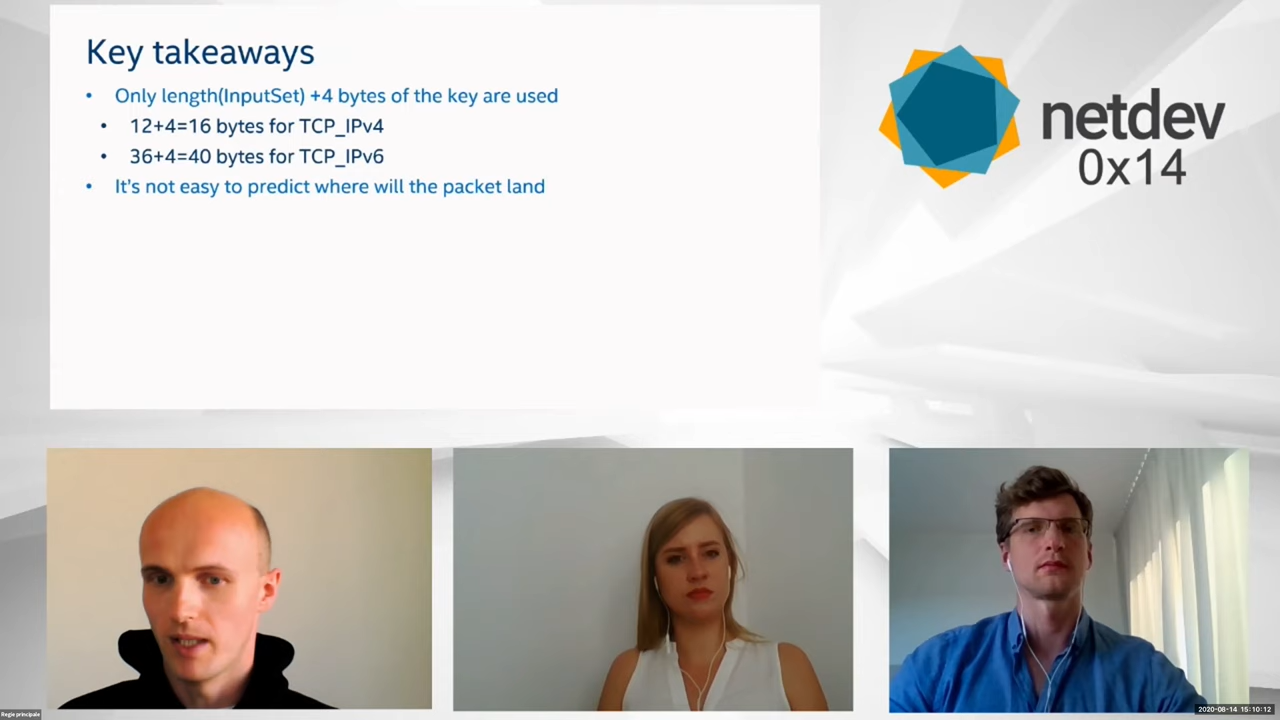 Key takeaways
• Only length(InputSet) +4 bytes of the key are used
• 12+4=16 bytes for TCP_IPv4
• 36+4=40 bytes for TCP_IPv6
• It's not easy to predict where will the packet land
netdev
0x14
Regie principale
2020-08-14 15:10:12